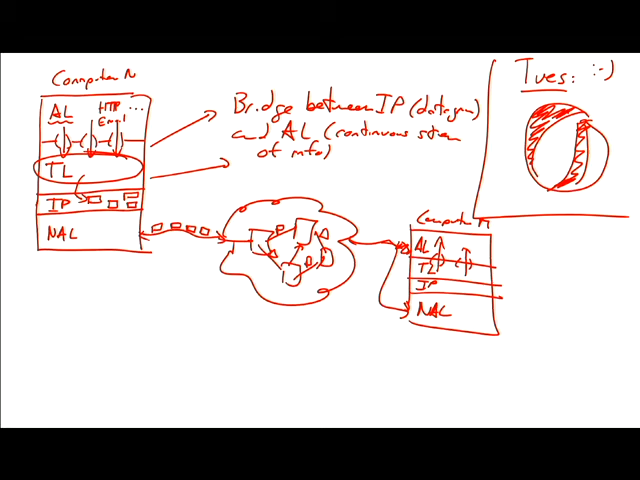 Computer N
AL HTTP ...
Email
TL
IP
NAL
Bridge between IP (datagram)
and AL (continuous stream
of info)
Tues: :-)
Computer M
AL
TL
IP
NAL